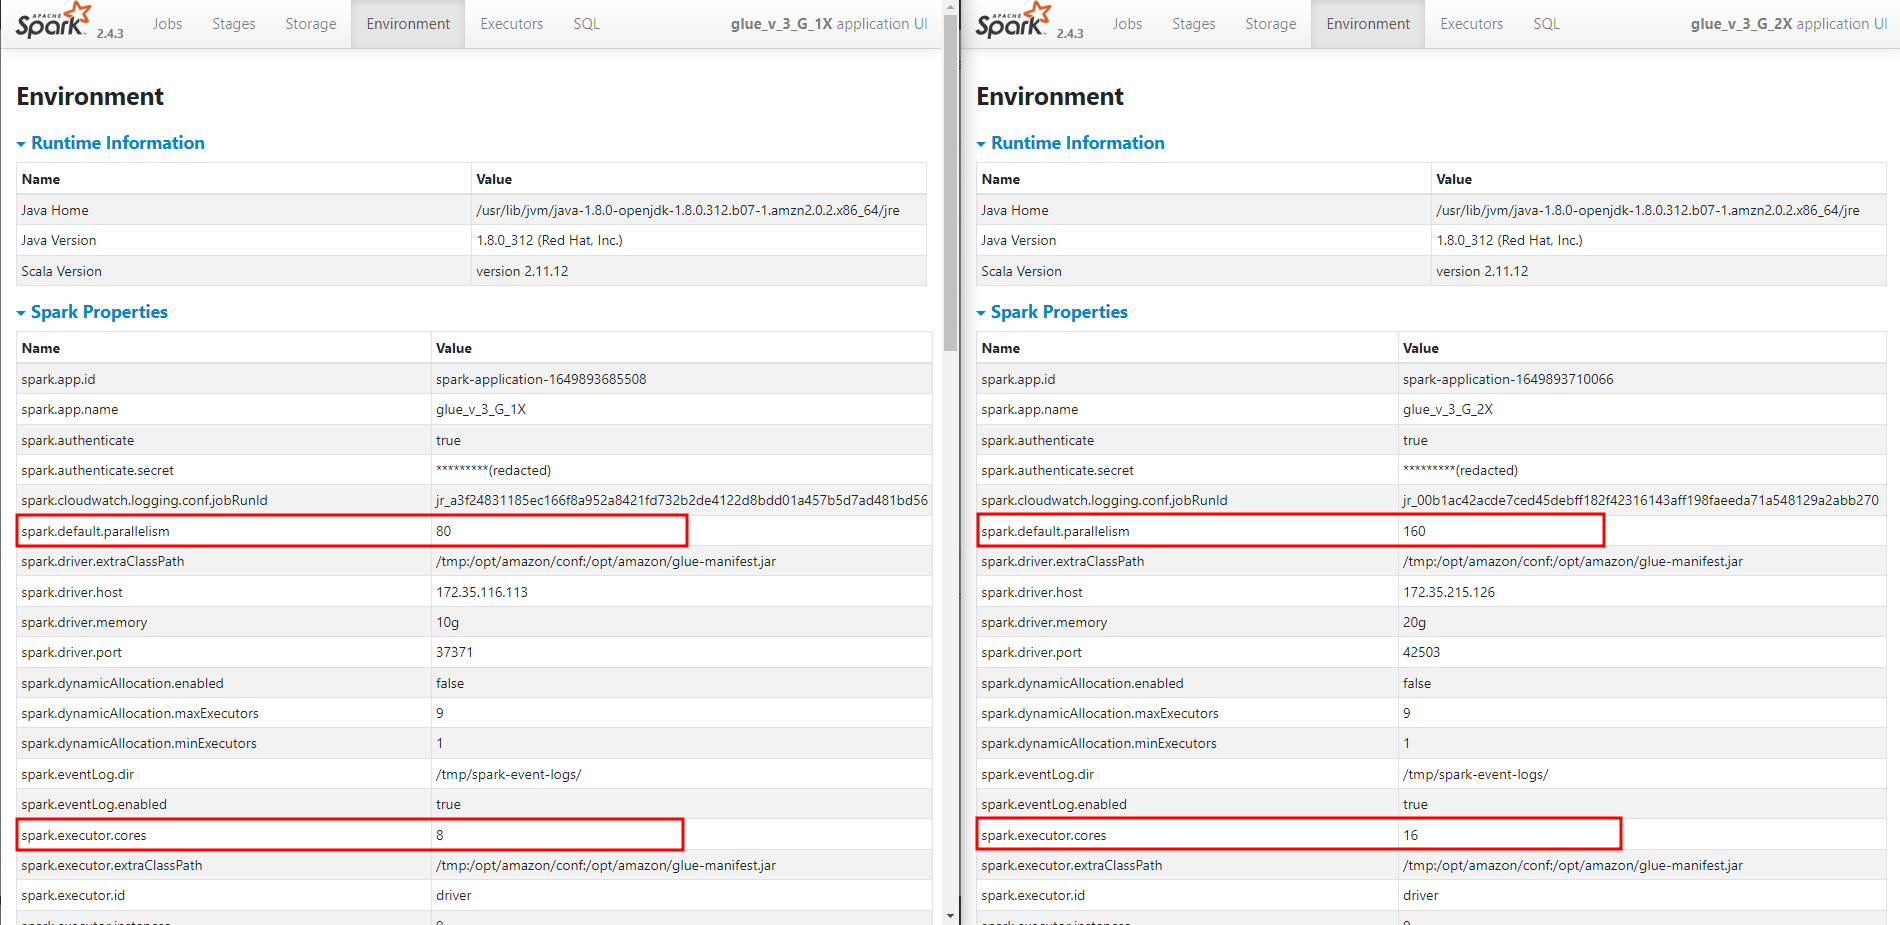 APACHE Spark 2.4.3 Jobs Stages Storage Environment Executors SQL glue_v_3_G_1X application UI
Environment
Runtime Information
Name Value
Java Home /usr/lib/jvm/java-1.8.0-openjdk-1.8.0.312.b07-1.amzn2.0.2.x86_64/jre
Java Version 1.8.0_312 (Red Hat, Inc.)
Scala Version version 2.11.12
Spark Properties
Name Value
spark.app.id spark-application-1649893685508
spark.app.name glue_v_3_G_1X
spark.authenticate true
spark.authenticate.secret *********(redacted)
spark.cloudwatch.logging.conf.jobRunId jr_a3f24831185ec166f8a952a8421fd732b2de4122d8bdd01a457b5d7ad481bd56
spark.default.parallelism 80
spark.driver.extraClassPath /tmp:/opt/amazon/conf:/opt/amazon/glue-manifest.jar
spark.driver.host 172.35.116.113
spark.driver.memory 10g
spark.driver.port 37371
spark.dynamicAllocation.enabled false
spark.dynamicAllocation.maxExecutors 9
spark.dynamicAllocation.minExecutors 1
spark.eventLog.dir /tmp/spark-event-logs/
spark.eventLog.enabled true
spark.executor.cores 8
spark.executor.extraClassPath /tmp:/opt/amazon/conf:/opt/amazon/glue-manifest.jar
spark.executor.id driver
spark.executor.instances 9
APACHE Spark 2.4.3 Jobs Stages Storage Environment Executors SQL glue_v_3_G_2X application UI
Environment
Runtime Information
Name Value
Java Home /usr/lib/jvm/java-1.8.0-openjdk-1.8.0.312.b07-1.amzn2.0.2.x86_64/jre
Java Version 1.8.0_312 (Red Hat, Inc.)
Scala Version version 2.11.12
Spark Properties
Name Value
spark.app.id spark-application-1649893710066
spark.app.name glue_v_3_G_2X
spark.authenticate true
spark.authenticate.secret *********(redacted)
spark.cloudwatch.logging.conf.jobRunId jr_00b1ac42acde7ced45debff182f42316143aff198faeeda71a548129a2abb270
spark.default.parallelism 160
spark.driver.extraClassPath /tmp:/opt/amazon/conf:/opt/amazon/glue-manifest.jar
spark.driver.host 172.35.215.126
spark.driver.memory 20g
spark.driver.port 42503
spark.dynamicAllocation.enabled false
spark.dynamicAllocation.maxExecutors 9
spark.dynamicAllocation.minExecutors 1
spark.eventLog.dir /tmp/spark-event-logs/
spark.eventLog.enabled true
spark.executor.cores 16
spark.executor.extraClassPath /tmp:/opt/amazon/conf:/opt/amazon/glue-manifest.jar
spark.executor.id driver
spark.executor.instances 9